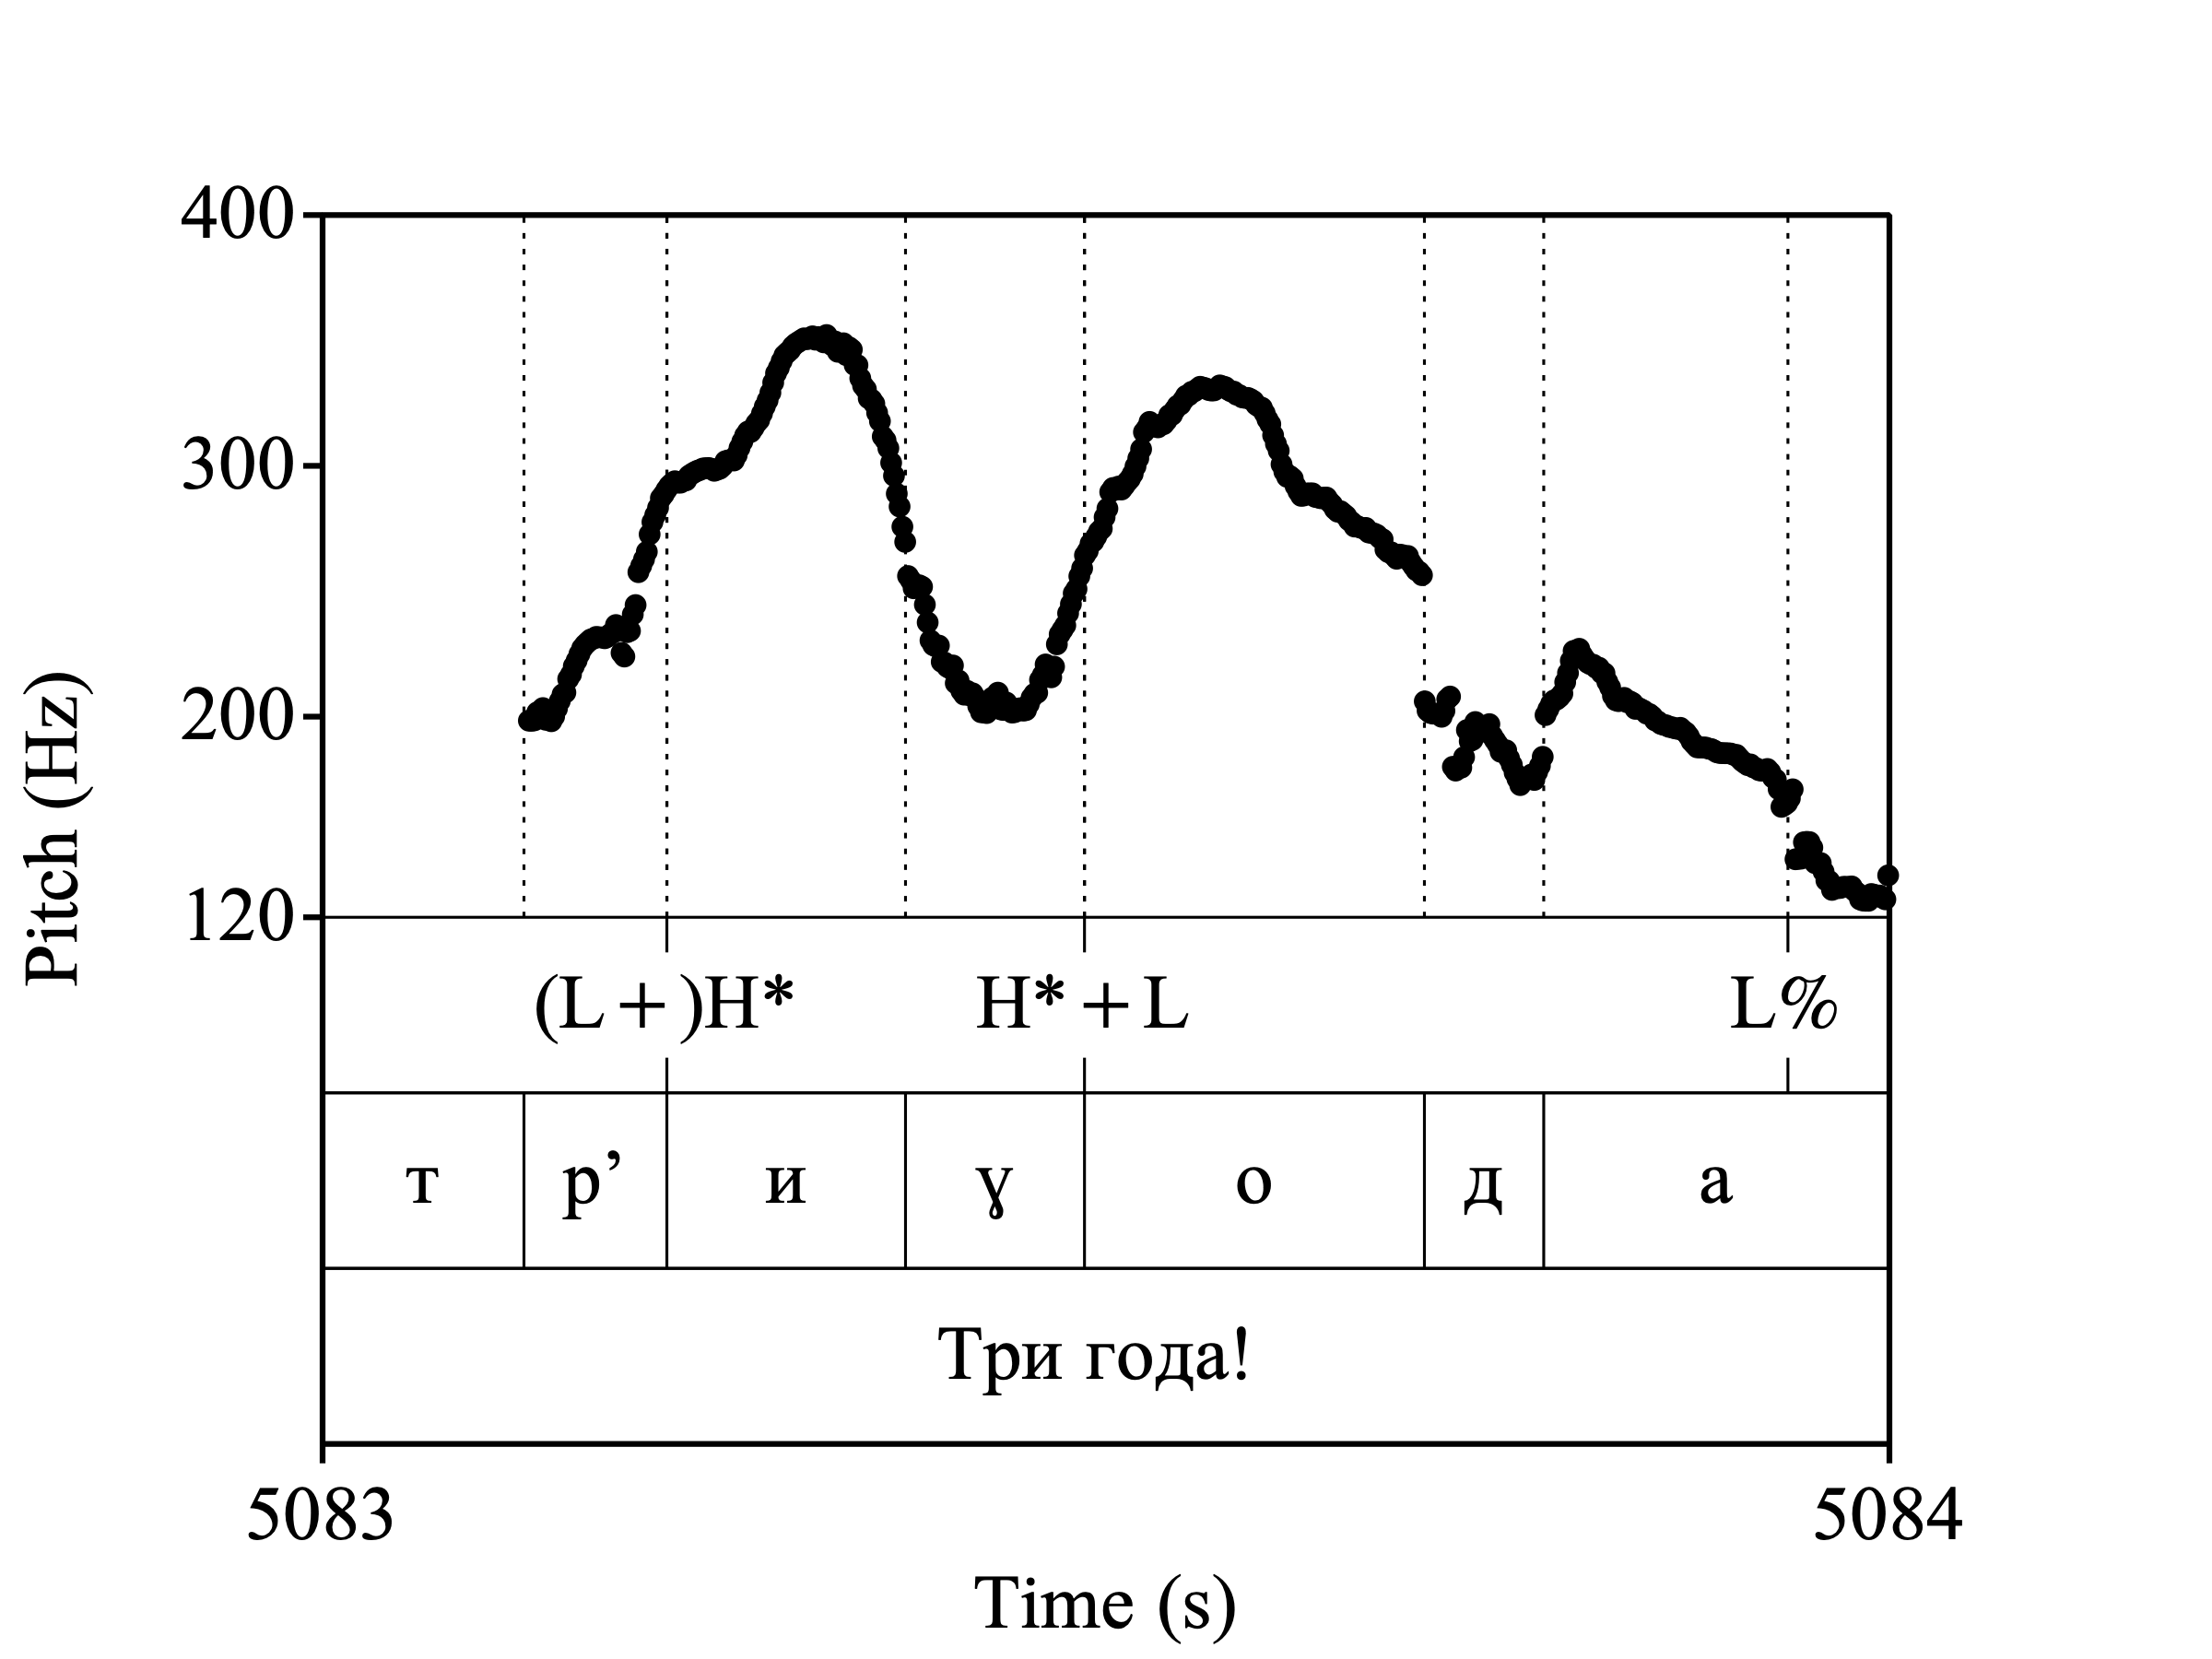 400
300
200
120
Pitch (Hz)
(L+)H* H*+L L%
т р’ и ɣ о д а
Три года!
5083 5084
Time (s)